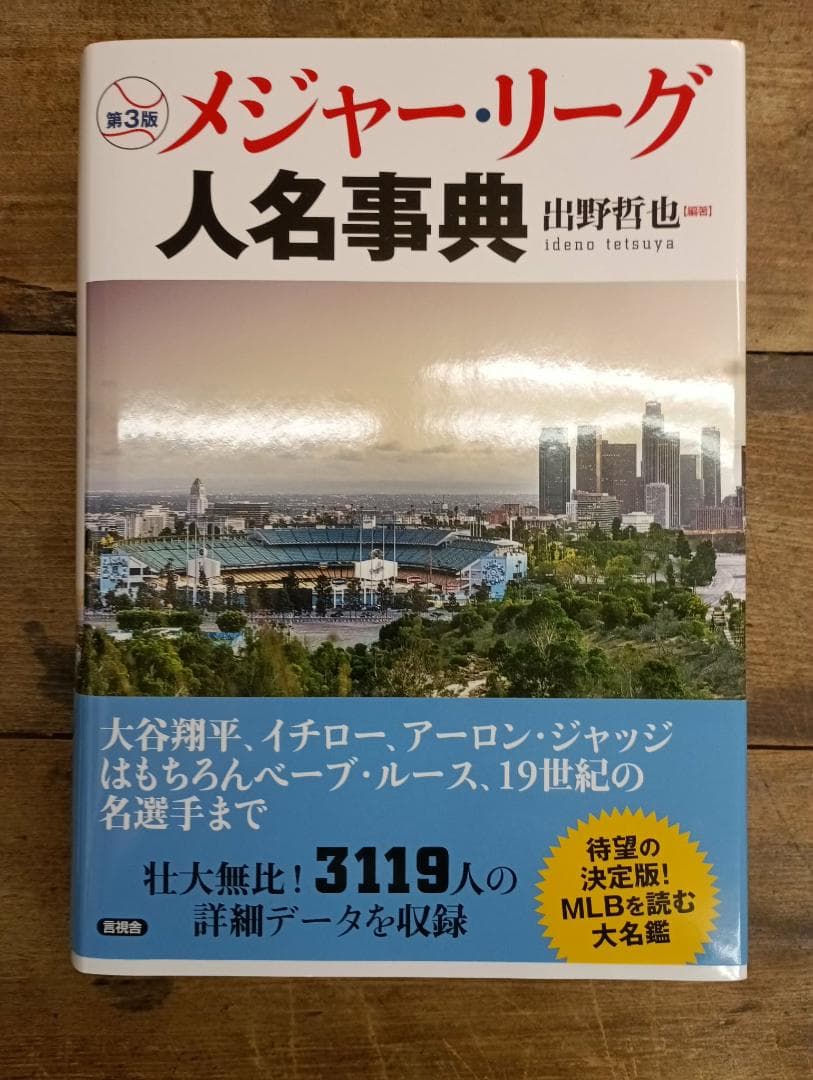 第3版
メジャー・リーグ
人名事典
出野哲也【編著】
ideno tetsuya
大谷翔平、イチロー、アーロン・ジャッジ
はもちろんベーブ・ルース、19世紀の
名選手まで
壮大無比！3119人の
詳細データを収録
待望の
決定版！
MLBを読む
大名鑑
言視舎